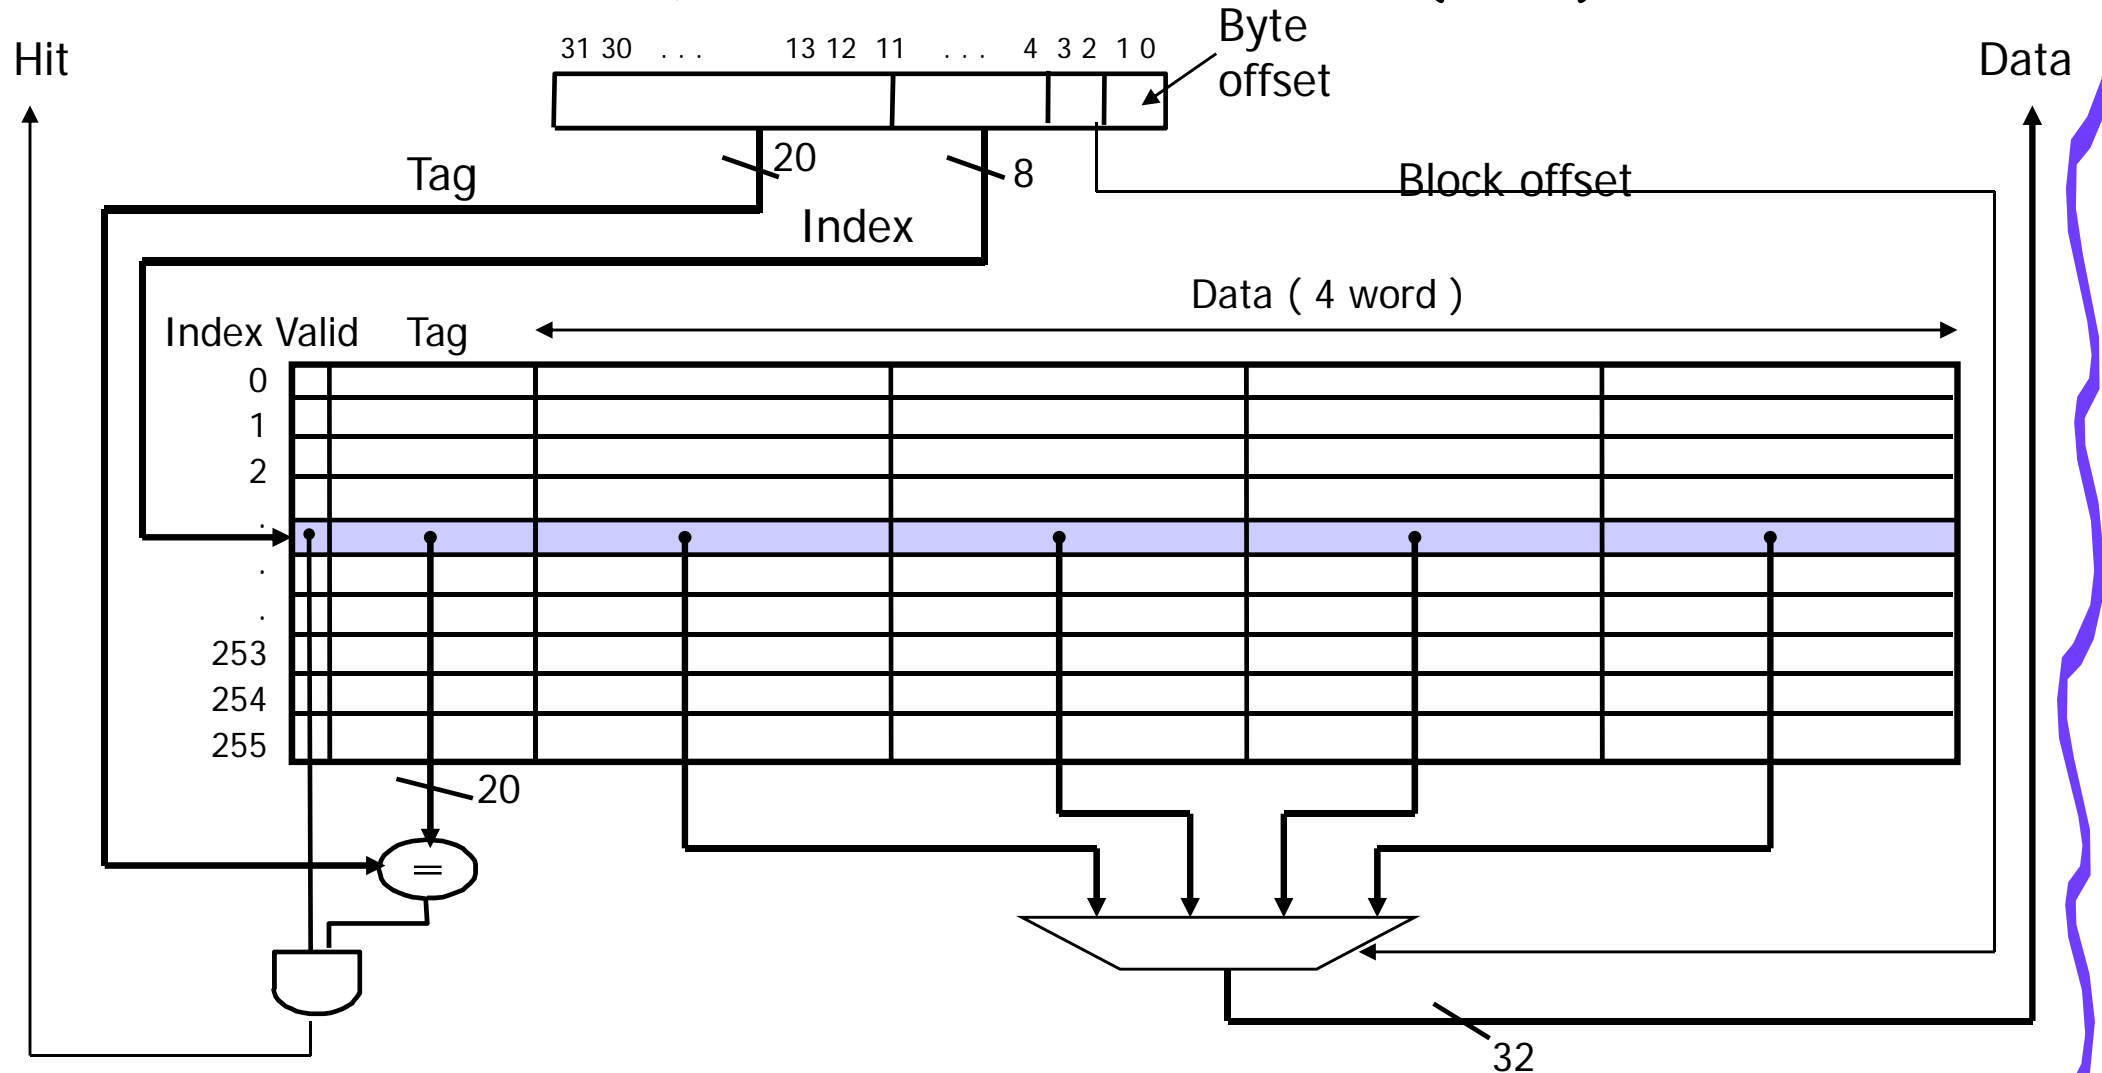 Byte
offset
Hit
31 30 . . . 13 12 11 . . . 4 3 2 1 0
Data
20
8
Tag
Block offset
Index
Data ( 4 word )
Index Valid Tag
0
1
2
.
.
.
253
254
255
20
=
32